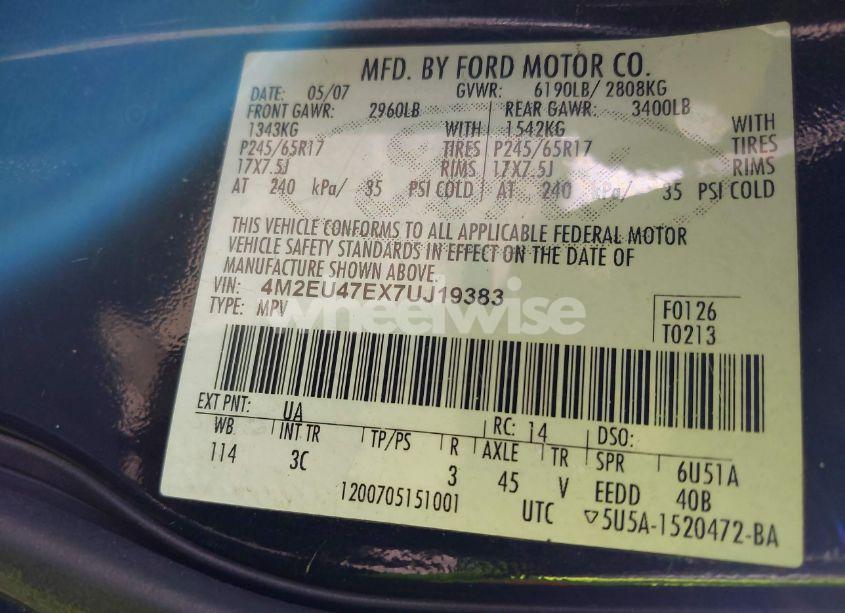 MFD. BY FORD MOTOR CO.
DATE: 05/07 GVWR: 6190LB/ 2808KG
FRONT GAWR: 2960LB REAR GAWR: 3400LB
1343KG WITH 1542KG WITH
P245/65R17 TIRES P245/65R17 TIRES
17X7.5J RIMS 17X7.5J RIMS
AT 240 kPa/ 35 PSI COLD AT 240 kPa/ 35 PSI COLD
THIS VEHICLE CONFORMS TO ALL APPLICABLE FEDERAL MOTOR
VEHICLE SAFETY STANDARDS IN EFFECT ON THE DATE OF
MANUFACTURE SHOWN ABOVE.
VIN: 4M2EU47EX7UJ19383
TYPE: MPV
F0126
T0213
wheelwise
EXT PNT: UA RC: 14 DSO:
WB INT TR TP/PS R AXLE TR SPR 6U51A
114 3C 3 45 V EEDD 40B
1200705151001 UTC ▽5U5A-1520472-BA